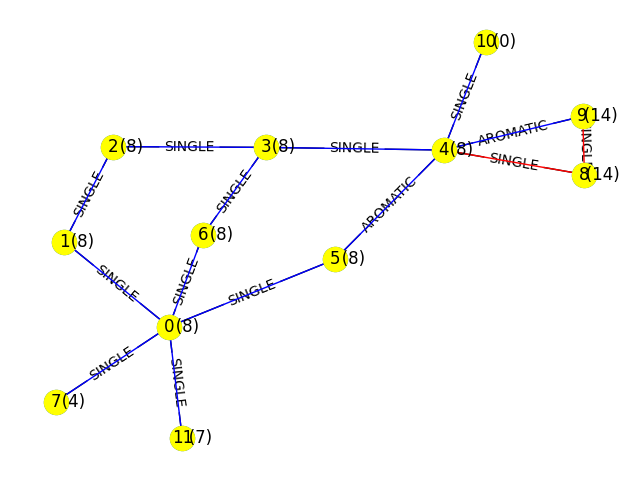 10(0)
SINGLE
9(14)
AROMATIC
2(8)
SINGLE
3(8)
SINGLE
4(8)
SINGLE
SINGLE
8(14)
SINGLE
SINGLE
AROMATIC
1(8)
6(8)
5(8)
SINGLE
SINGLE
SINGLE
0(8)
SINGLE
SINGLE
7(4)
11(7)